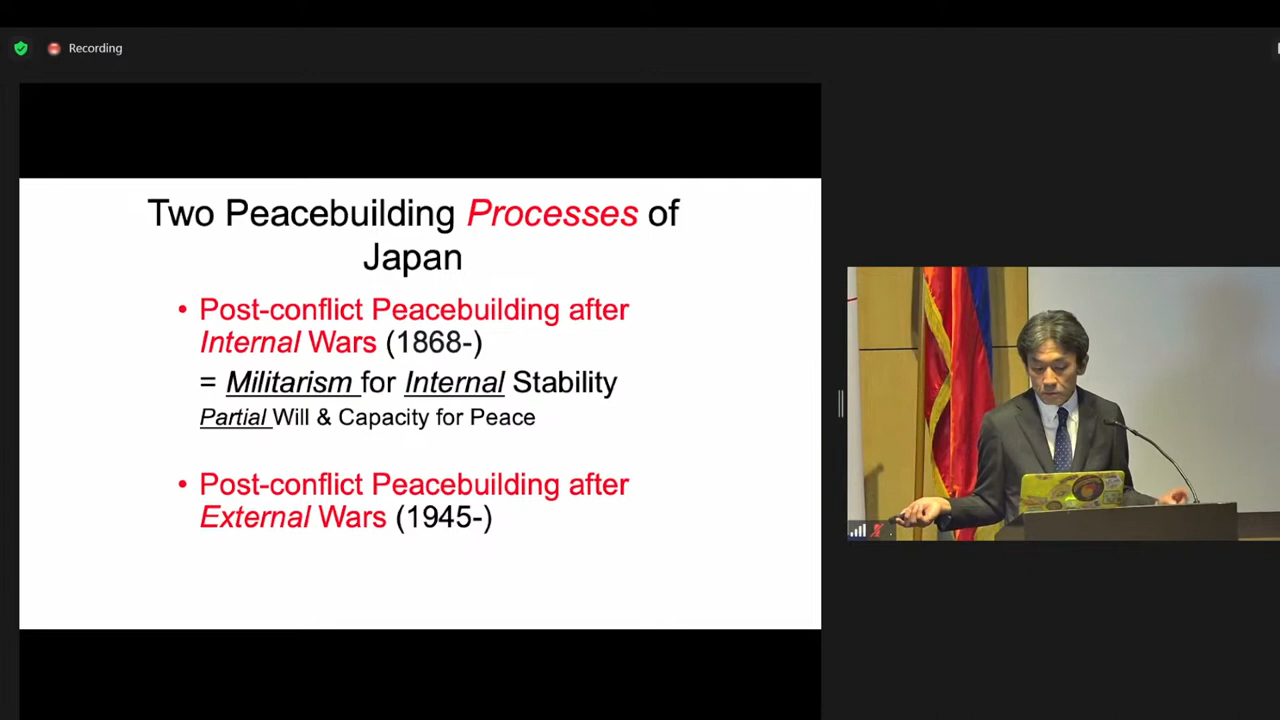 Recording
Two Peacebuilding Processes of
Japan
• Post-conflict Peacebuilding after
Internal Wars (1868-)
= Militarism for Internal Stability
Partial Will & Capacity for Peace
• Post-conflict Peacebuilding after
External Wars (1945-)